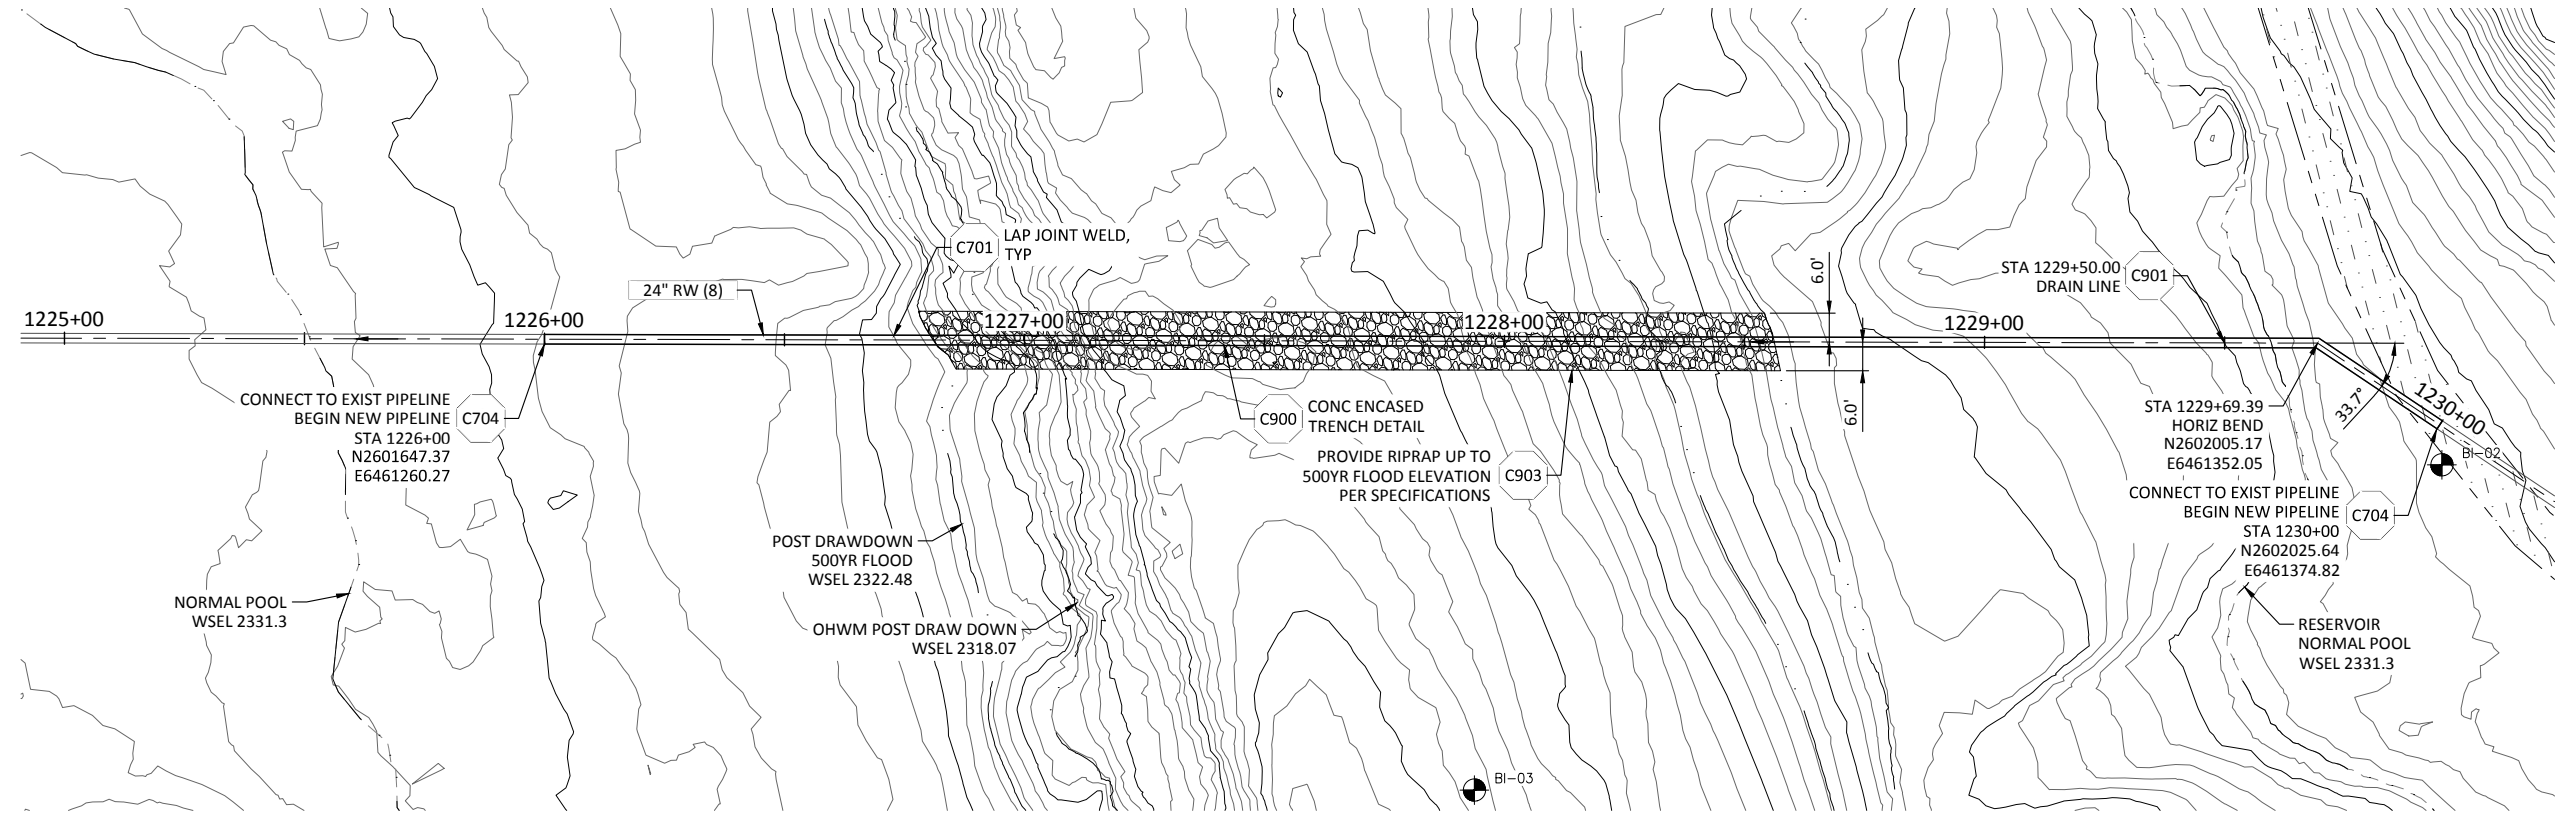 1225+00
1226+00
1227+00
1228+00
1229+00
1230+00
C701
LAP JOINT WELD,
TYP
24" RW (8)
CONNECT TO EXIST PIPELINE
BEGIN NEW PIPELINE
STA 1226+00
N2601647.37
E6461260.27
C704
NORMAL POOL
WSEL 2331.3
POST DRAWDOWN
500YR FLOOD
WSEL 2322.48
OHWM POST DRAW DOWN
WSEL 2318.07
C900
CONC ENCASED
TRENCH DETAIL
PROVIDE RIPRAP UP TO
500YR FLOOD ELEVATION
PER SPECIFICATIONS
C903
BI-03
6.0'
6.0'
STA 1229+50.00
DRAIN LINE
C901
33.7°
STA 1229+69.39
HORIZ BEND
N2602005.17
E6461352.05
BI-02
CONNECT TO EXIST PIPELINE
BEGIN NEW PIPELINE
STA 1230+00
N2602025.64
E6461374.82
C704
RESERVOIR
NORMAL POOL
WSEL 2331.3